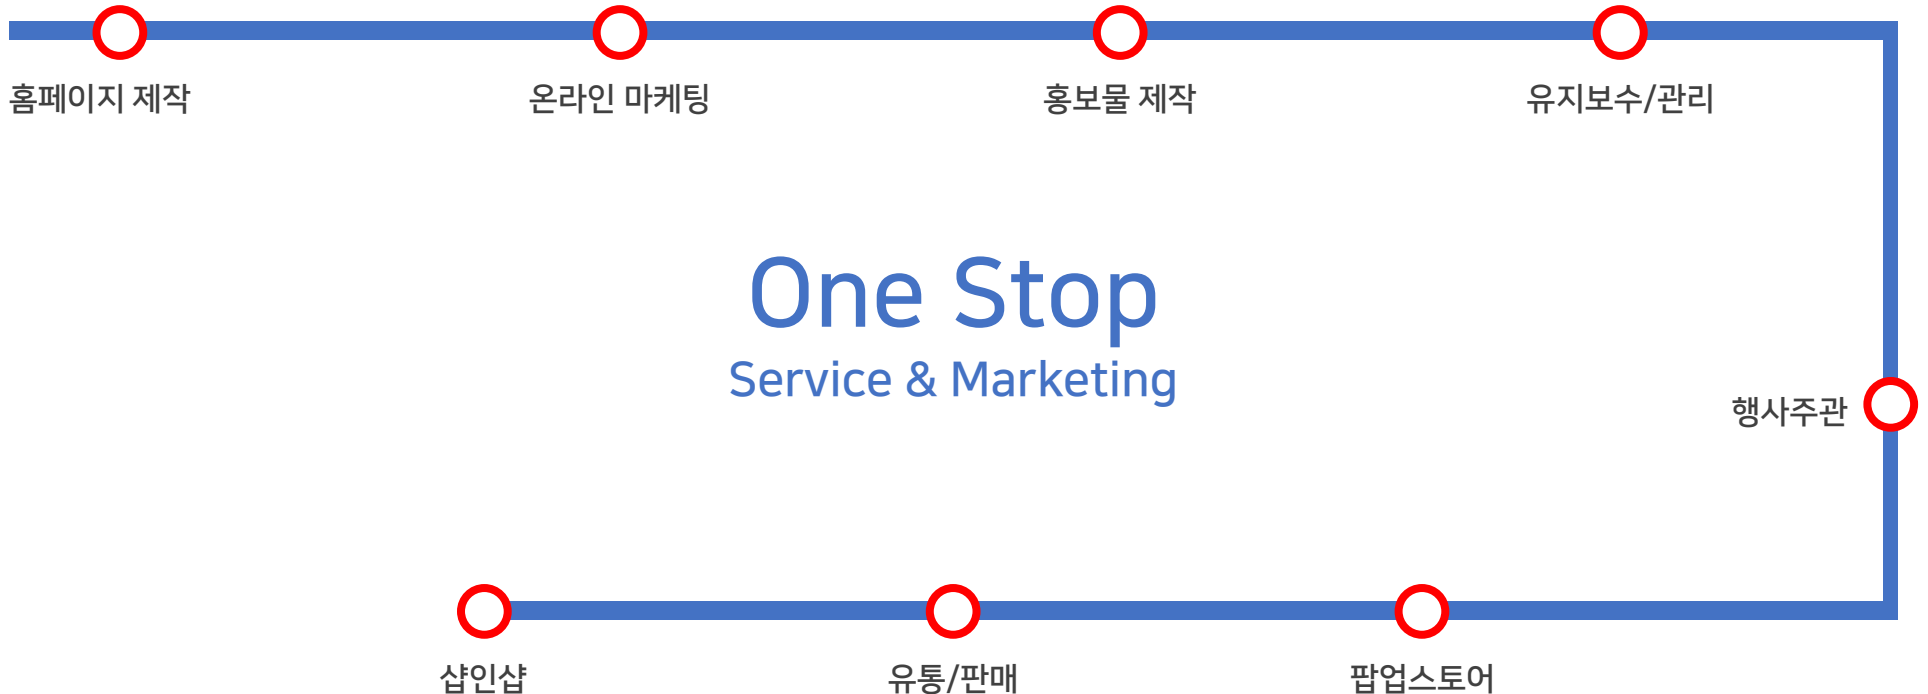 홈페이지 제작
온라인 마케팅
홍보물 제작
유지보수/관리
One Stop
Service & Marketing
행사주관
샵인샵
유통/판매
팝업스토어